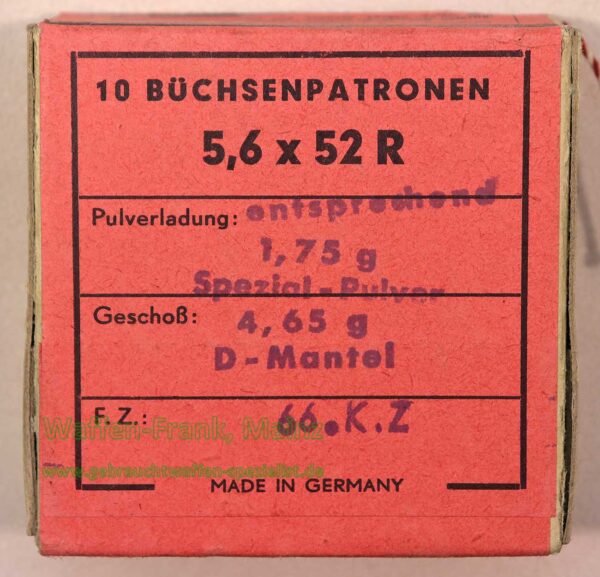 10 BÜCHSENPATRONEN
5,6 x 52 R
Pulverladung: entsprechend
1,75 g
Spezial-Pulver
Geschoß: 4,65 g
D-Mantel
F. Z.: 66.K.Z
Waffen-Frank, Mainz
www.gebrauchtwaffen-spezialist.de
MADE IN GERMANY